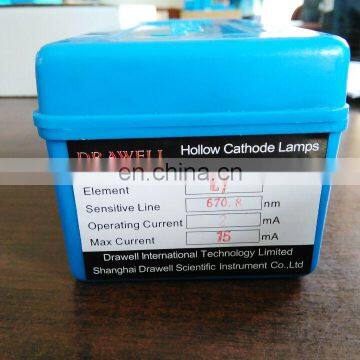 DRAWELL Hollow Cathode Lamps
en.china.cn
Element Li
Sensitive Line 670.8 nm
Operating Current 2 mA
Max Current 15 mA
Drawell International Technology Limited
Shanghai Drawell Scientific Instrument Co.,Ltd